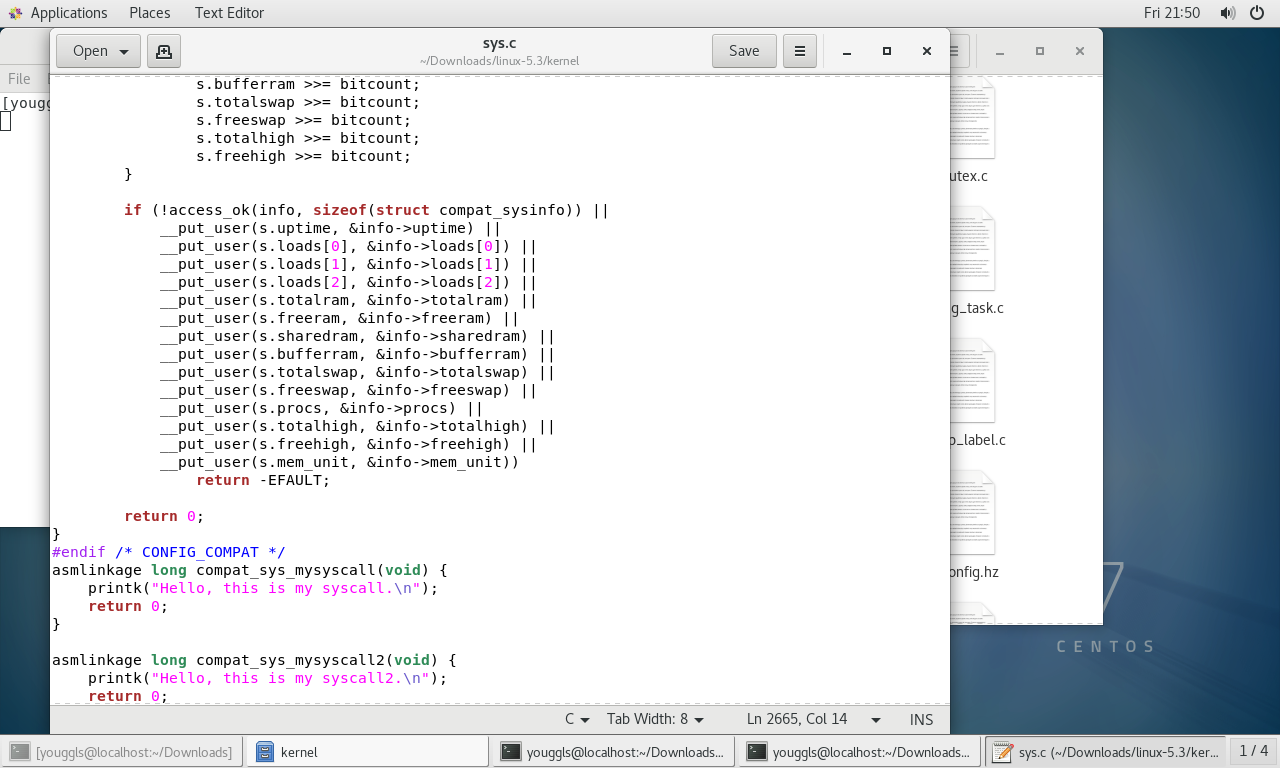 Applications Places Text Editor Fri 21:50
Open sys.c Save
~/Downloads/linux-5.3/kernel
File
[yougg
s.bufferram >>= bitcount;
s.totalswap >>= bitcount;
s.freeswap >>= bitcount;
s.totalhigh >>= bitcount;
s.freehigh >>= bitcount;
}
if (!access_ok(info, sizeof(struct compat_sysinfo)) ||
__put_user(s.uptime, &info->uptime) ||
__put_user(s.loads[0], &info->loads[0]) ||
__put_user(s.loads[1], &info->loads[1]) ||
__put_user(s.loads[2], &info->loads[2]) ||
__put_user(s.totalram, &info->totalram) ||
__put_user(s.freeram, &info->freeram) ||
__put_user(s.sharedram, &info->sharedram) ||
__put_user(s.bufferram, &info->bufferram) ||
__put_user(s.totalswap, &info->totalswap) ||
__put_user(s.freeswap, &info->freeswap) ||
__put_user(s.procs, &info->procs) ||
__put_user(s.totalhigh, &info->totalhigh) ||
__put_user(s.freehigh, &info->freehigh) ||
__put_user(s.mem_unit, &info->mem_unit))
return -EFAULT;
return 0;
}
#endif /* CONFIG_COMPAT */
asmlinkage long compat_sys_mysyscall(void) {
printk("Hello, this is my syscall.\n");
return 0;
}
asmlinkage long compat_sys_mysyscall2(void) {
printk("Hello, this is my syscall2.\n");
return 0;
C Tab Width: 8 Ln 2665, Col 14 INS
utex.c
g_task.c
p_label.c
onfig.hz
7
CENTOS
[youggls@localhost:~/Downloads] kernel youggls@localhost:~/Downloads... youggls@localhost:~/Downloads... sys.c (~/Downloads/linux-5.3/ker... 1 / 4